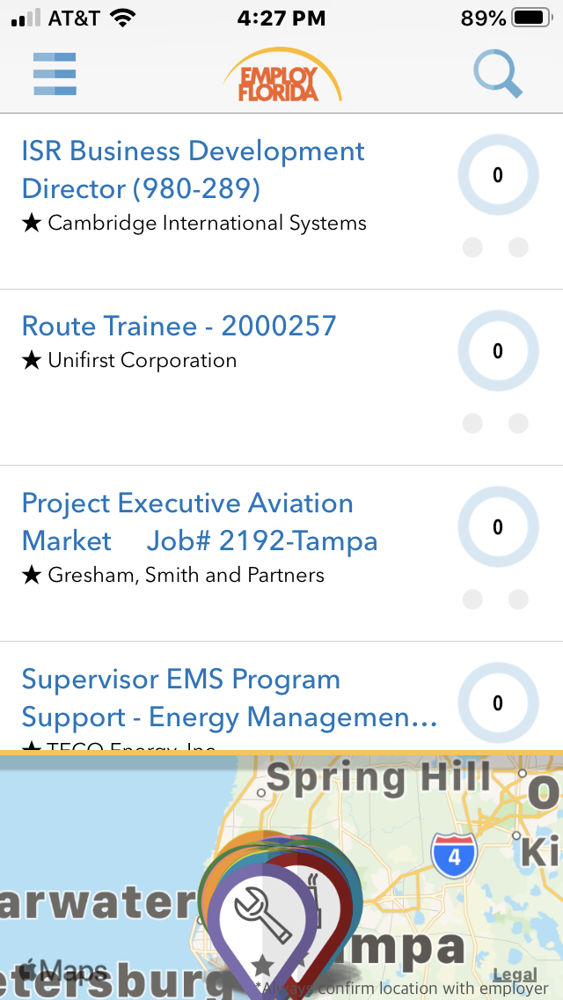 AT&T 4:27 PM 89%
EMPLOY
FLORIDA
ISR Business Development
Director (980-289)
0
★ Cambridge International Systems
Route Trainee - 2000257
0
★ Unifirst Corporation
Project Executive Aviation
Market Job# 2192-Tampa
0
★ Gresham, Smith and Partners
Supervisor EMS Program
Support - Energy Managemen...
0
★ TECO Energy, Inc
Spring Hill
O
4
Ki
arwater
mpa
Maps
Legal
etersburg
*Always confirm location with employer